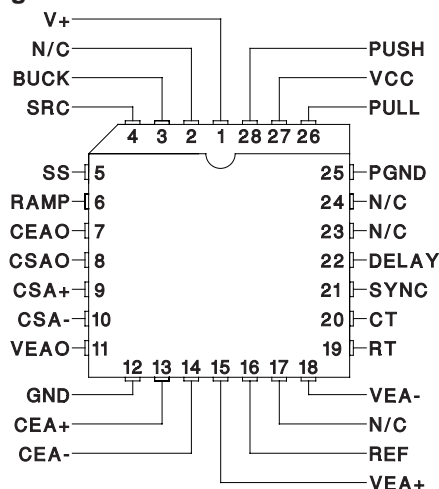 V+
N/C PUSH
BUCK VCC
SRC PULL
4 3 2 1 28 27 26
SS 5 25 PGND
RAMP 6 24 N/C
CEAO 7 23 N/C
CSAO 8 22 DELAY
CSA+ 9 21 SYNC
CSA- 10 20 CT
VEAO 11 19 RT
12 13 14 15 16 17 18
GND VEA-
CEA+ N/C
CEA- REF
VEA+